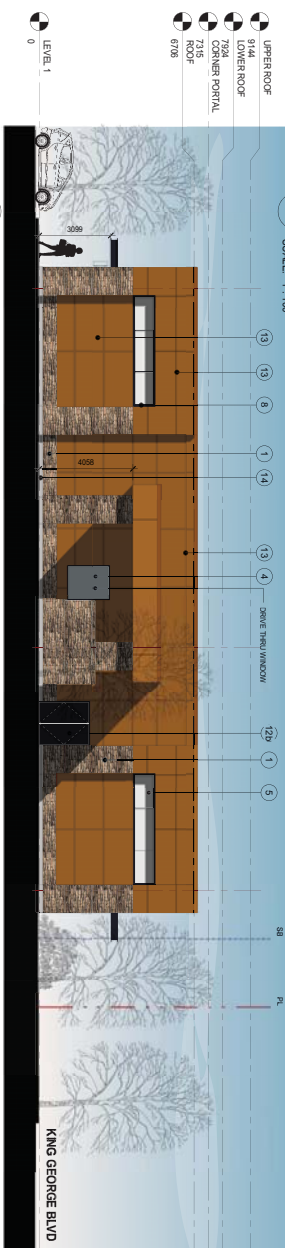 UPPER ROOF
9144
LOWER ROOF
7924
CORNER PORTAL
7315
ROOF
6706
LEVEL 1
0
3099
13
13
8
4058
1
14
13
4
DRIVE THRU WINDOW
12b
1
5
SB
PL
KING GEORGE BLVD